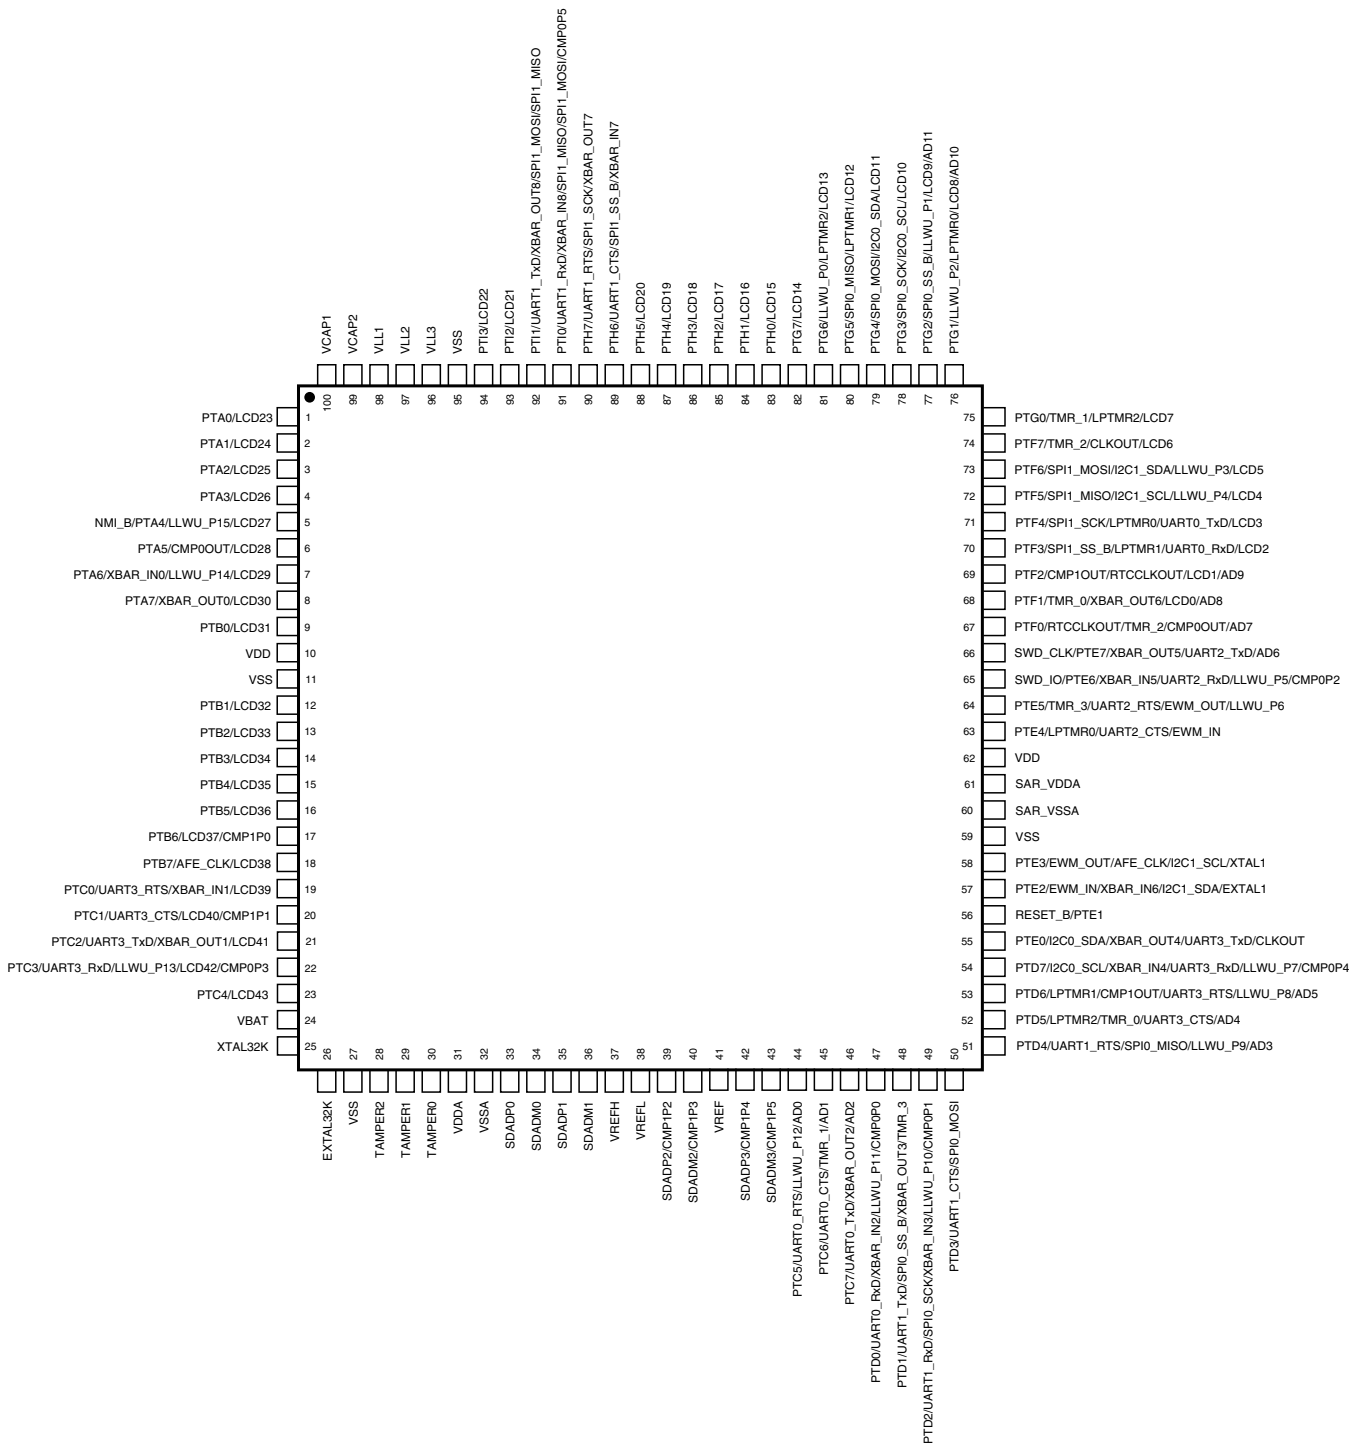 VCAP1
VCAP2
VLL1
VLL2
VLL3
VSS
PTI3/LCD22
PTI2/LCD21
PTI1/UART1_TxD/XBAR_OUT8/SPI1_MOSI/SPI1_MISO
PTI0/UART1_RxD/XBAR_IN8/SPI1_MISO/SPI1_MOSI/CMP0P5
PTH7/UART1_RTS/SPI1_SCK/XBAR_OUT7
PTH6/UART1_CTS/SPI1_SS_B/XBAR_IN7
PTH5/LCD20
PTH4/LCD19
PTH3/LCD18
PTH2/LCD17
PTH1/LCD16
PTH0/LCD15
PTG7/LCD14
PTG6/LLWU_P0/LPTMR2/LCD13
PTG5/SPI0_MISO/LPTMR1/LCD12
PTG4/SPI0_MOSI/I2C0_SDA/LCD11
PTG3/SPI0_SCK/I2C0_SCL/LCD10
PTG2/SPI0_SS_B/LLWU_P1/LCD9/AD11
PTG1/LLWU_P2/LPTMR0/LCD8/AD10
100
99
98
97
96
95
94
93
92
91
90
89
88
87
86
85
84
83
82
81
80
79
78
77
76
PTA0/LCD23 1
PTA1/LCD24 2
PTA2/LCD25 3
PTA3/LCD26 4
NMI_B/PTA4/LLWU_P15/LCD27 5
PTA5/CMP0OUT/LCD28 6
PTA6/XBAR_IN0/LLWU_P14/LCD29 7
PTA7/XBAR_OUT0/LCD30 8
PTB0/LCD31 9
VDD 10
VSS 11
PTB1/LCD32 12
PTB2/LCD33 13
PTB3/LCD34 14
PTB4/LCD35 15
PTB5/LCD36 16
PTB6/LCD37/CMP1P0 17
PTB7/AFE_CLK/LCD38 18
PTC0/UART3_RTS/XBAR_IN1/LCD39 19
PTC1/UART3_CTS/LCD40/CMP1P1 20
PTC2/UART3_TxD/XBAR_OUT1/LCD41 21
PTC3/UART3_RxD/LLWU_P13/LCD42/CMP0P3 22
PTC4/LCD43 23
VBAT 24
XTAL32K 25
75 PTG0/TMR_1/LPTMR2/LCD7
74 PTF7/TMR_2/CLKOUT/LCD6
73 PTF6/SPI1_MOSI/I2C1_SDA/LLWU_P3/LCD5
72 PTF5/SPI1_MISO/I2C1_SCL/LLWU_P4/LCD4
71 PTF4/SPI1_SCK/LPTMR0/UART0_TxD/LCD3
70 PTF3/SPI1_SS_B/LPTMR1/UART0_RxD/LCD2
69 PTF2/CMP1OUT/RTCCLKOUT/LCD1/AD9
68 PTF1/TMR_0/XBAR_OUT6/LCD0/AD8
67 PTF0/RTCCLKOUT/TMR_2/CMP0OUT/AD7
66 SWD_CLK/PTE7/XBAR_OUT5/UART2_TxD/AD6
65 SWD_IO/PTE6/XBAR_IN5/UART2_RxD/LLWU_P5/CMP0P2
64 PTE5/TMR_3/UART2_RTS/EWM_OUT/LLWU_P6
63 PTE4/LPTMR0/UART2_CTS/EWM_IN
62 VDD
61 SAR_VDDA
60 SAR_VSSA
59 VSS
58 PTE3/EWM_OUT/AFE_CLK/I2C1_SCL/XTAL1
57 PTE2/EWM_IN/XBAR_IN6/I2C1_SDA/EXTAL1
56 RESET_B/PTE1
55 PTE0/I2C0_SDA/XBAR_OUT4/UART3_TxD/CLKOUT
54 PTD7/I2C0_SCL/XBAR_IN4/UART3_RxD/LLWU_P7/CMP0P4
53 PTD6/LPTMR1/CMP1OUT/UART3_RTS/LLWU_P8/AD5
52 PTD5/LPTMR2/TMR_0/UART3_CTS/AD4
51 PTD4/UART1_RTS/SPI0_MISO/LLWU_P9/AD3
26
27
28
29
30
31
32
33
34
35
36
37
38
39
40
41
42
43
44
45
46
47
48
49
50
EXTAL32K
VSS
TAMPER2
TAMPER1
TAMPER0
VDDA
VSSA
SDADP0
SDADM0
SDADP1
SDADM1
VREFH
VREFL
SDADP2/CMP1P2
SDADM2/CMP1P3
VREF
SDADP3/CMP1P4
SDADM3/CMP1P5
PTC5/UART0_RTS/LLWU_P12/AD0
PTC6/UART0_CTS/TMR_1/AD1
PTC7/UART0_TxD/XBAR_OUT2/AD2
PTD0/UART0_RxD/XBAR_IN2/LLWU_P11/CMP0P0
PTD1/UART1_TxD/SPI0_SS_B/XBAR_OUT3/TMR_3
PTD2/UART1_RxD/SPI0_SCK/XBAR_IN3/LLWU_P10/CMP0P1
PTD3/UART1_CTS/SPI0_MOSI